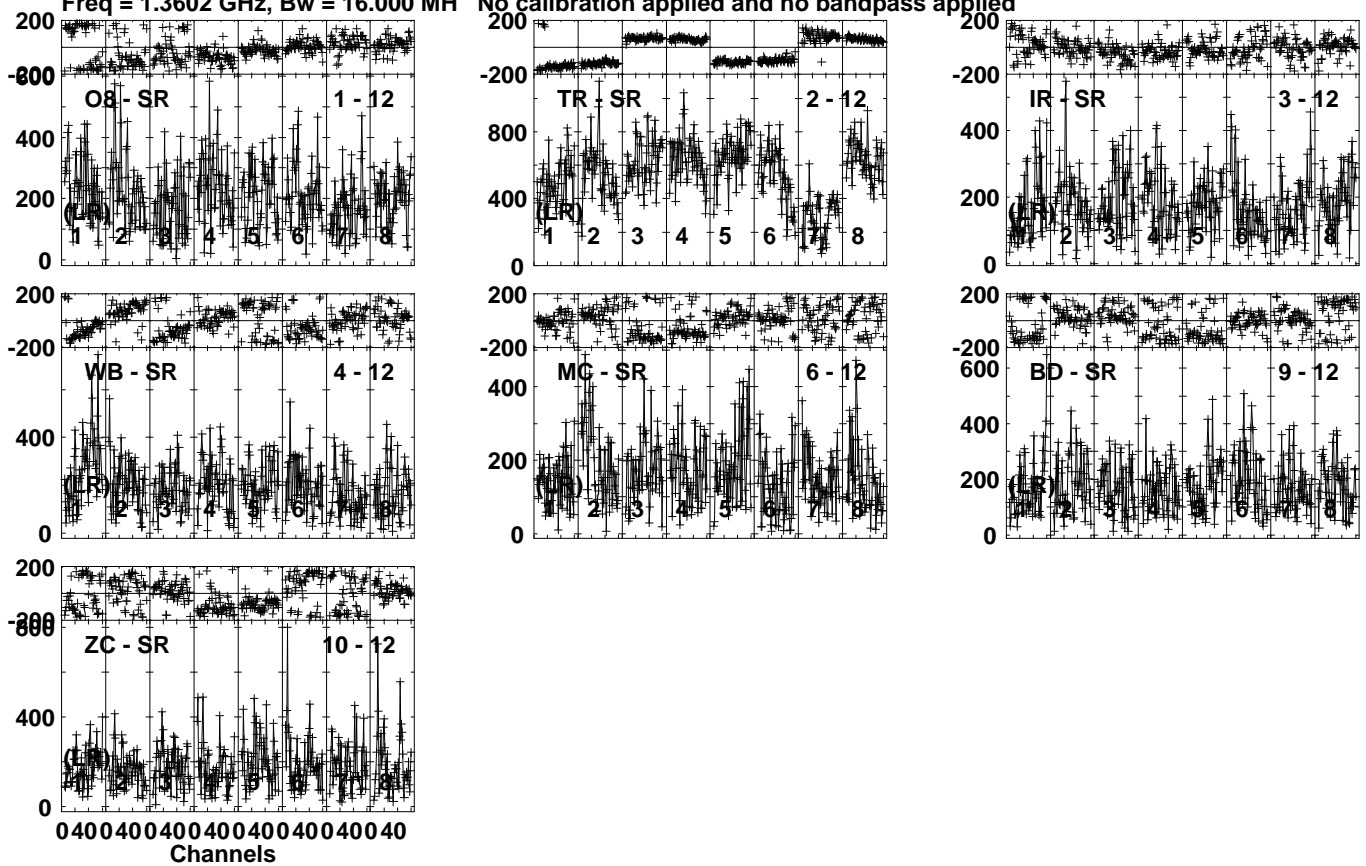 Freq = 1.3602 GHz, Bw = 16.000 MH No calibration applied and no bandpass applied
200 200 200
-200 -200
O8 - SR 1 - 12 TR - SR 2 - 12 IR - SR 3 - 12
400 800 400
200 400 200
(LR) (LR) (LR)
1 2 3 4 5 6 7 8 1 2 3 4 5 6 7 8 1 2 3 4 5 6 7 8
0 0 0
200 200 200
-200 -200 -200
WB - SR 4 - 12 MC - SR 6 - 12 BD - SR 9 - 12
600
400 400 400
200 200
(LR) (LR) (LR)
1 2 3 4 5 6 7 8 1 2 3 4 5 6 7 8 1 2 3 4 5 6 7 8
0 0 0
200
ZC - SR 10 - 12
400
(LR)
1 2 3 4 5 6 7 8
0
0 40 0 40 0 40 0 40 0 40 0 40 0 40 0 40
Channels